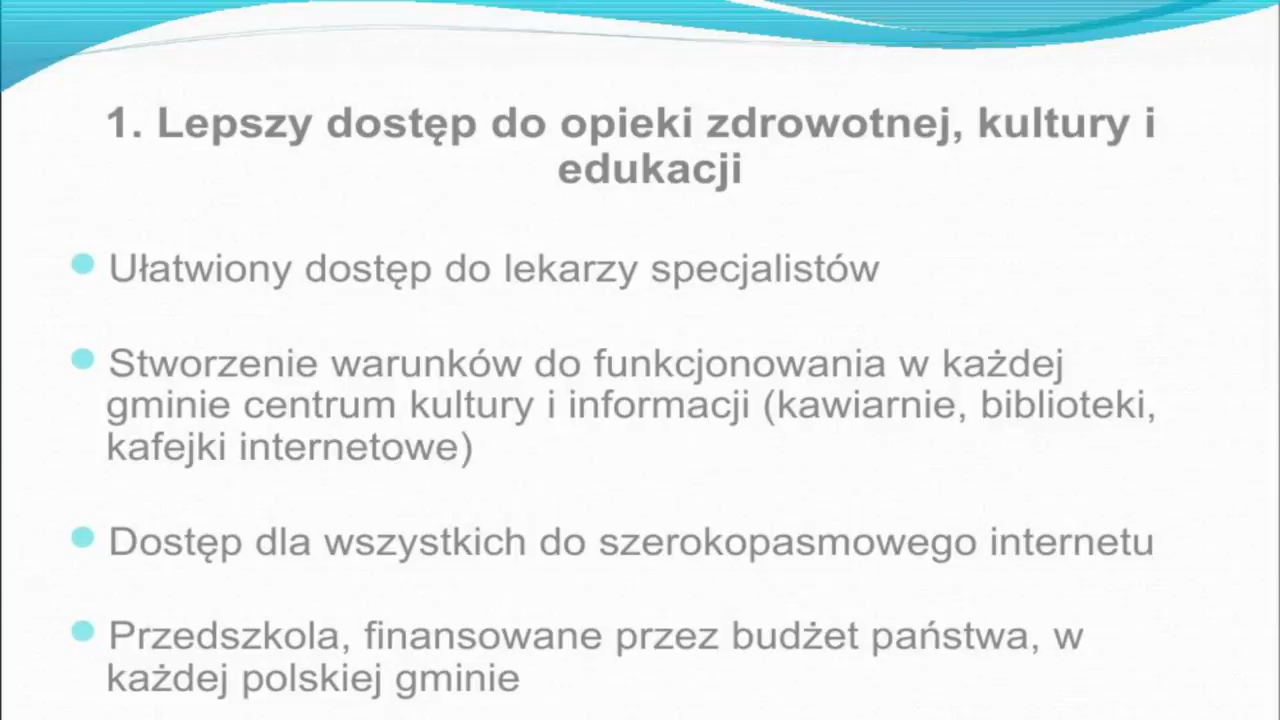 1. Lepszy dostęp do opieki zdrowotnej, kultury i
edukacji
Ułatwiony dostęp do lekarzy specjalistów
Stworzenie warunków do funkcjonowania w każdej
gminie centrum kultury i informacji (kawiarnie, biblioteki,
kafejki internetowe)
Dostęp dla wszystkich do szerokopasmowego internetu
Przedszkola, finansowane przez budżet państwa, w
każdej polskiej gminie